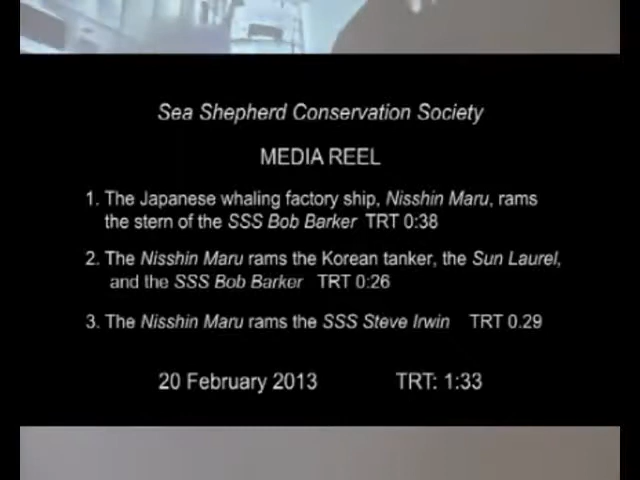 Sea Shepherd Conservation Society
MEDIA REEL
1. The Japanese whaling factory ship, Nisshin Maru, rams
the stern of the SSS Bob Barker TRT 0:38
2. The Nisshin Maru rams the Korean tanker, the Sun Laurel,
and the SSS Bob Barker TRT 0:26
3. The Nisshin Maru rams the SSS Steve Irwin TRT 0.29
20 February 2013 TRT: 1:33